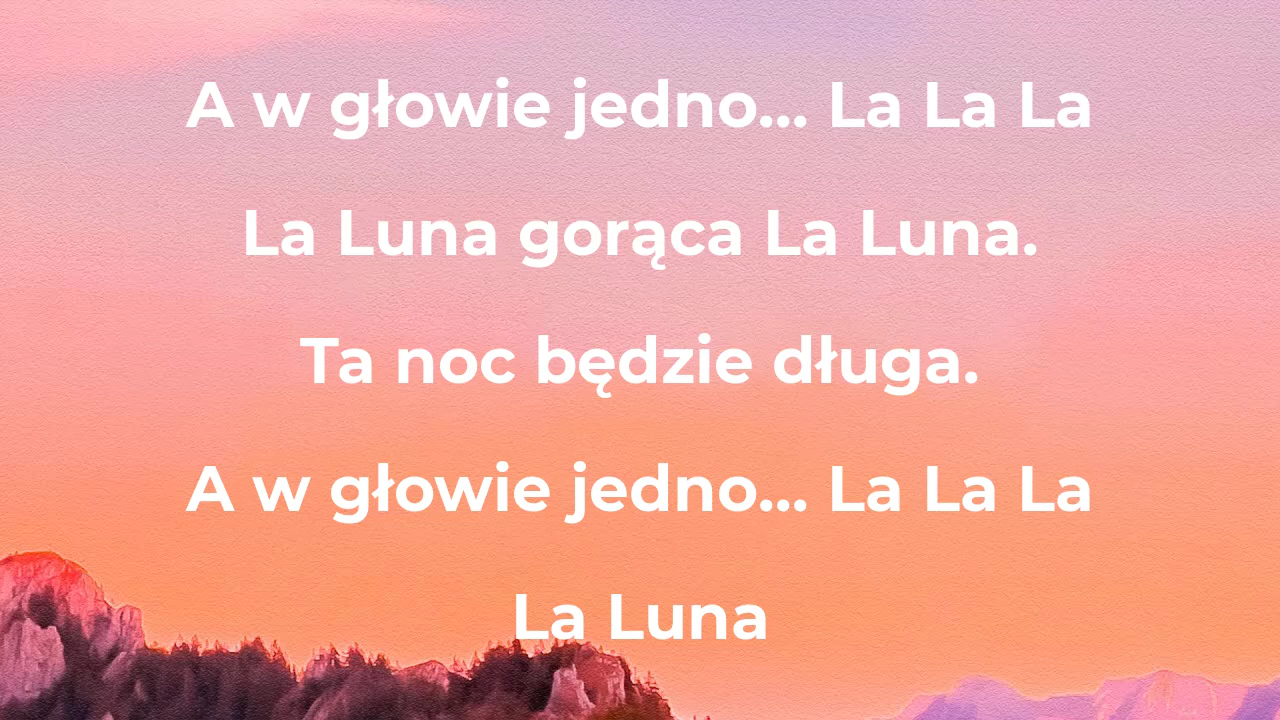 A w głowie jedno... La La La
La Luna gorąca La Luna.
Ta noc będzie długa.
A w głowie jedno... La La La
La Luna